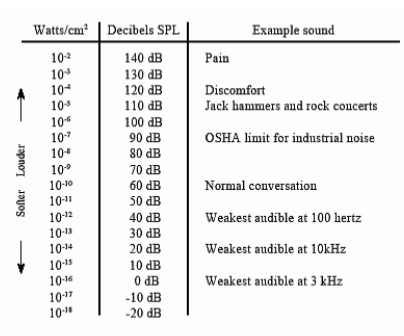 Watts/cm² Decibels SPL Example sound
10⁻² 140 dB Pain
10⁻³ 130 dB
10⁻⁴ 120 dB Discomfort
10⁻⁵ 110 dB Jack hammers and rock concerts
10⁻⁶ 100 dB
10⁻⁷ 90 dB OSHA limit for industrial noise
10⁻⁸ 80 dB
10⁻⁹ 70 dB
10⁻¹⁰ 60 dB Normal conversation
10⁻¹¹ 50 dB
10⁻¹² 40 dB Weakest audible at 100 hertz
10⁻¹³ 30 dB
10⁻¹⁴ 20 dB Weakest audible at 10kHz
10⁻¹⁵ 10 dB
10⁻¹⁶ 0 dB Weakest audible at 3 kHz
10⁻¹⁷ -10 dB
10⁻¹⁸ -20 dB
Softer Louder